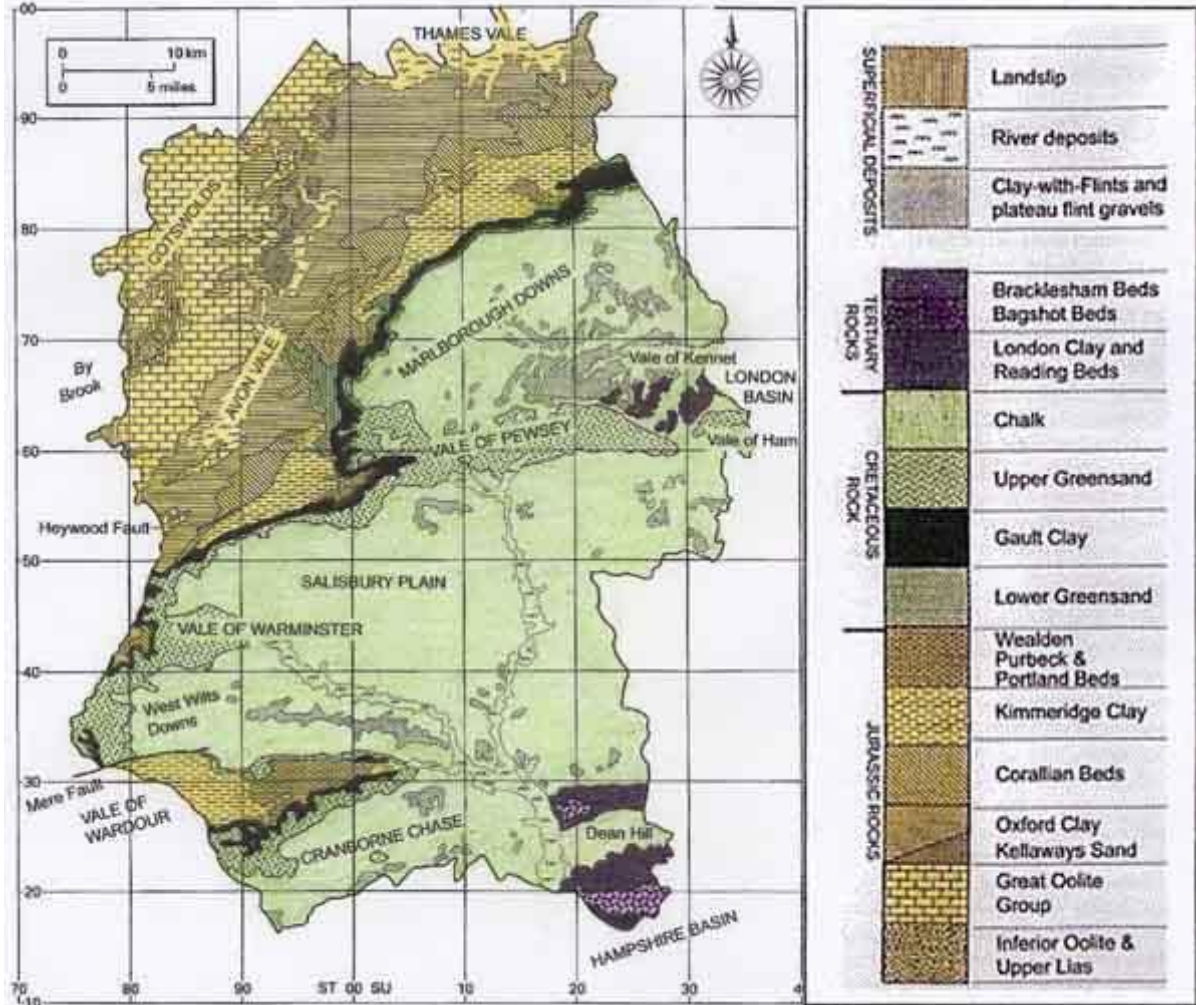 00
90
80
70
60
50
40
30
20
10
70
80
90
ST 00 SU
10
20
30
40
0 10 km
0 5 miles
THAMES VALE
COTSWOLDS
AVON VALE
By
Brook
MARLBOROUGH DOWNS
Vale of Kennet
LONDON
BASIN
VALE OF PEWSEY
Vale of Ham
Heywood Fault
SALISBURY PLAIN
VALE OF WARMINSTER
West Wilts
Downs
Mere Fault
VALE OF
WARDOUR
CRANBORNE CHASE
Dean Hill
HAMPSHIRE BASIN
SUPERFICIAL DEPOSITS
Landslip
River deposits
Clay-with-Flints and
plateau flint gravels
TERTIARY
ROCKS
Bracklesham Beds
Bagshot Beds
London Clay and
Reading Beds
CRETACEOUS
ROCK
Chalk
Upper Greensand
Gault Clay
Lower Greensand
JURASSIC ROCKS
Wealden
Purbeck &
Portland Beds
Kimmeridge Clay
Corallian Beds
Oxford Clay
Kellaways Sand
Great Oolite
Group
Inferior Oolite &
Upper Lias